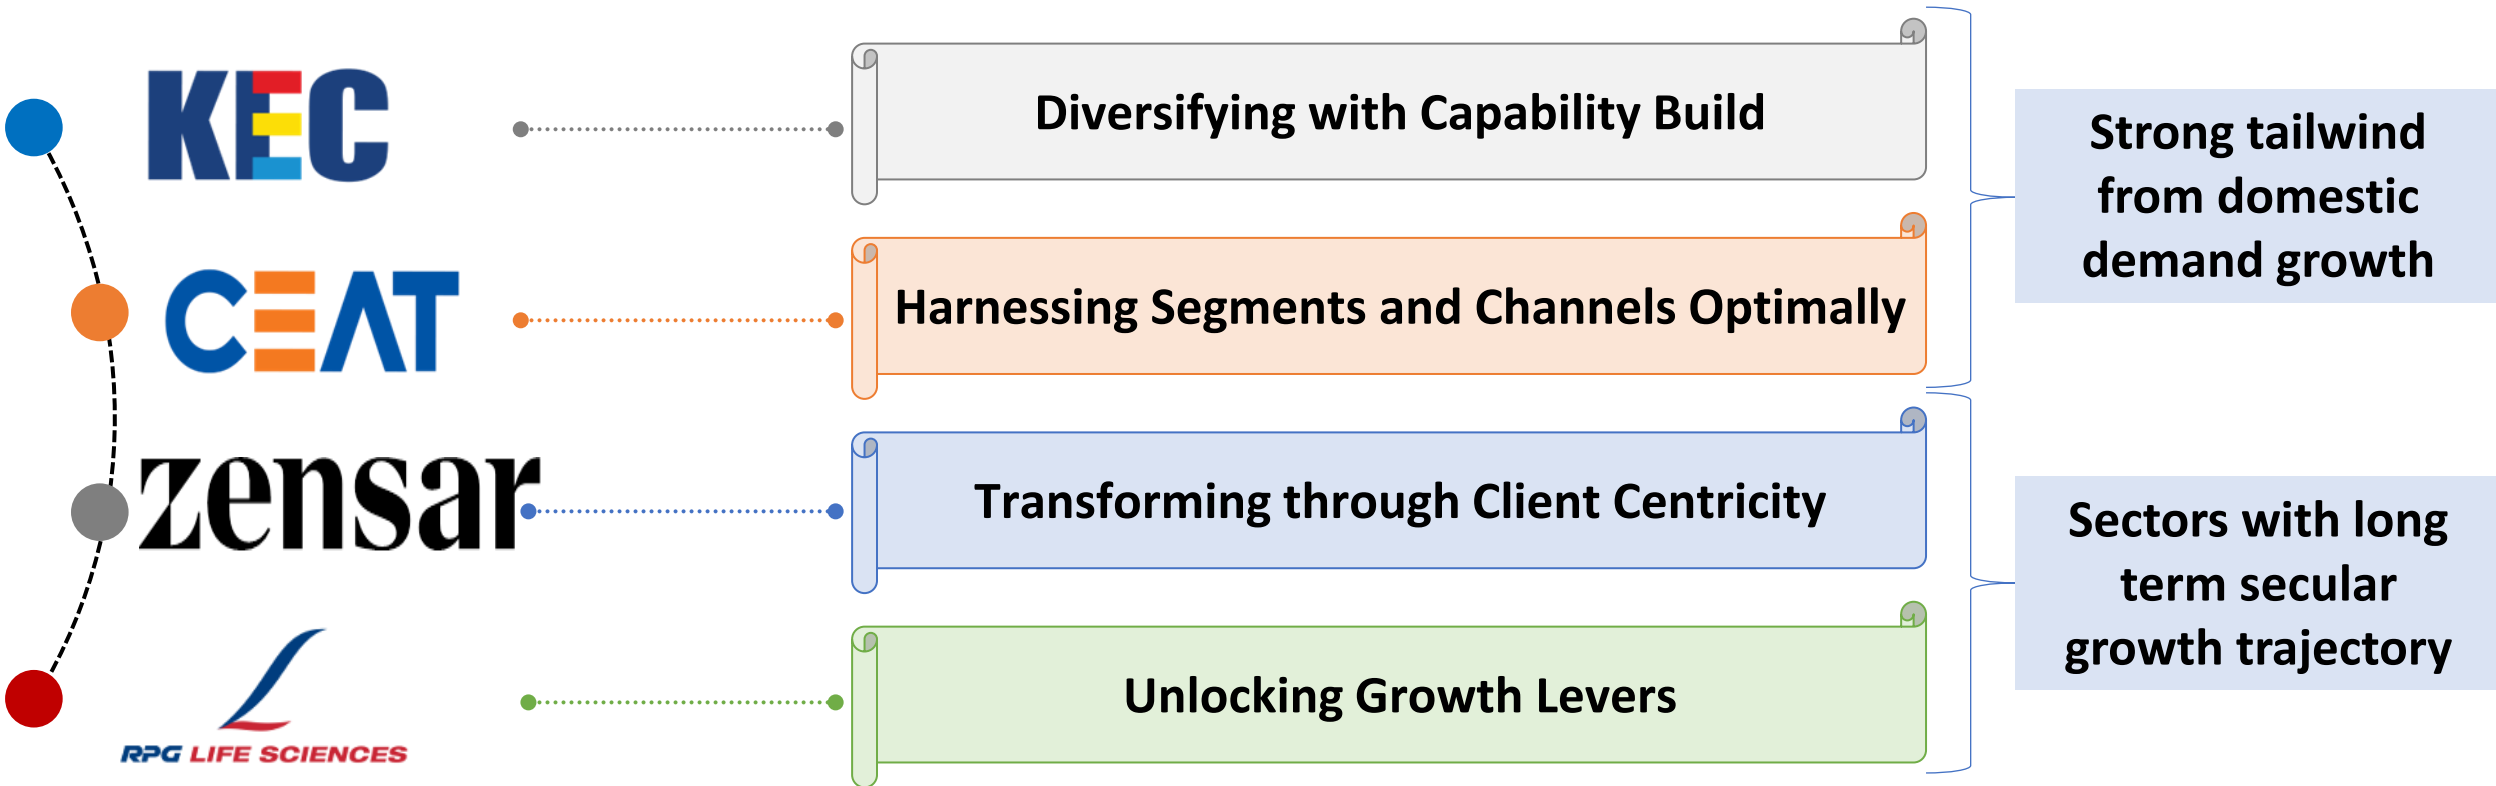 KEC
Diversifying with Capability Build
Strong tailwind
from domestic
demand growth
CEAT
Harnessing Segments and Channels Optimally
zensar
Transforming though Client Centricity
Sectors with long
term secular
growth trajectory
RPG LIFE SCIENCES
Unlocking Growth Levers